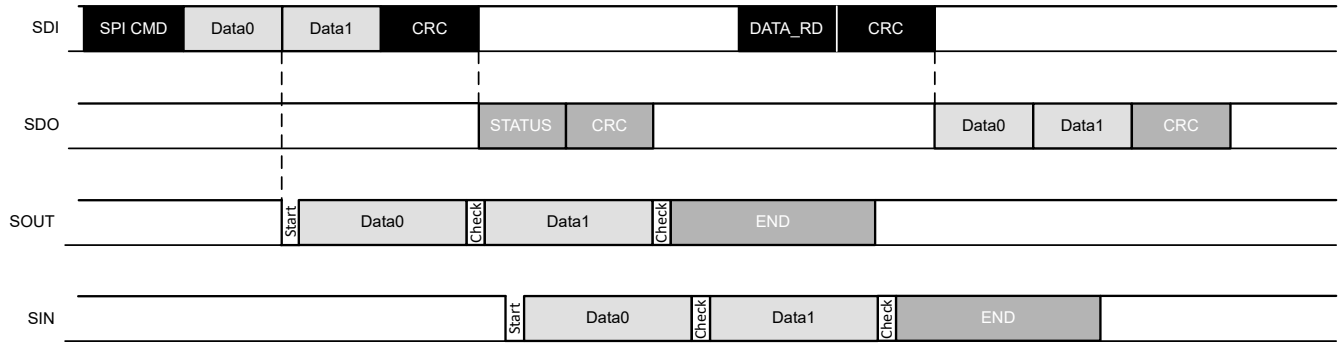 SDI SPI CMD Data0 Data1 CRC DATA_RD CRC
SDO STATUS CRC Data0 Data1 CRC
SOUT Start Data0 Check Data1 Check END
SIN Start Data0 Check Data1 Check END